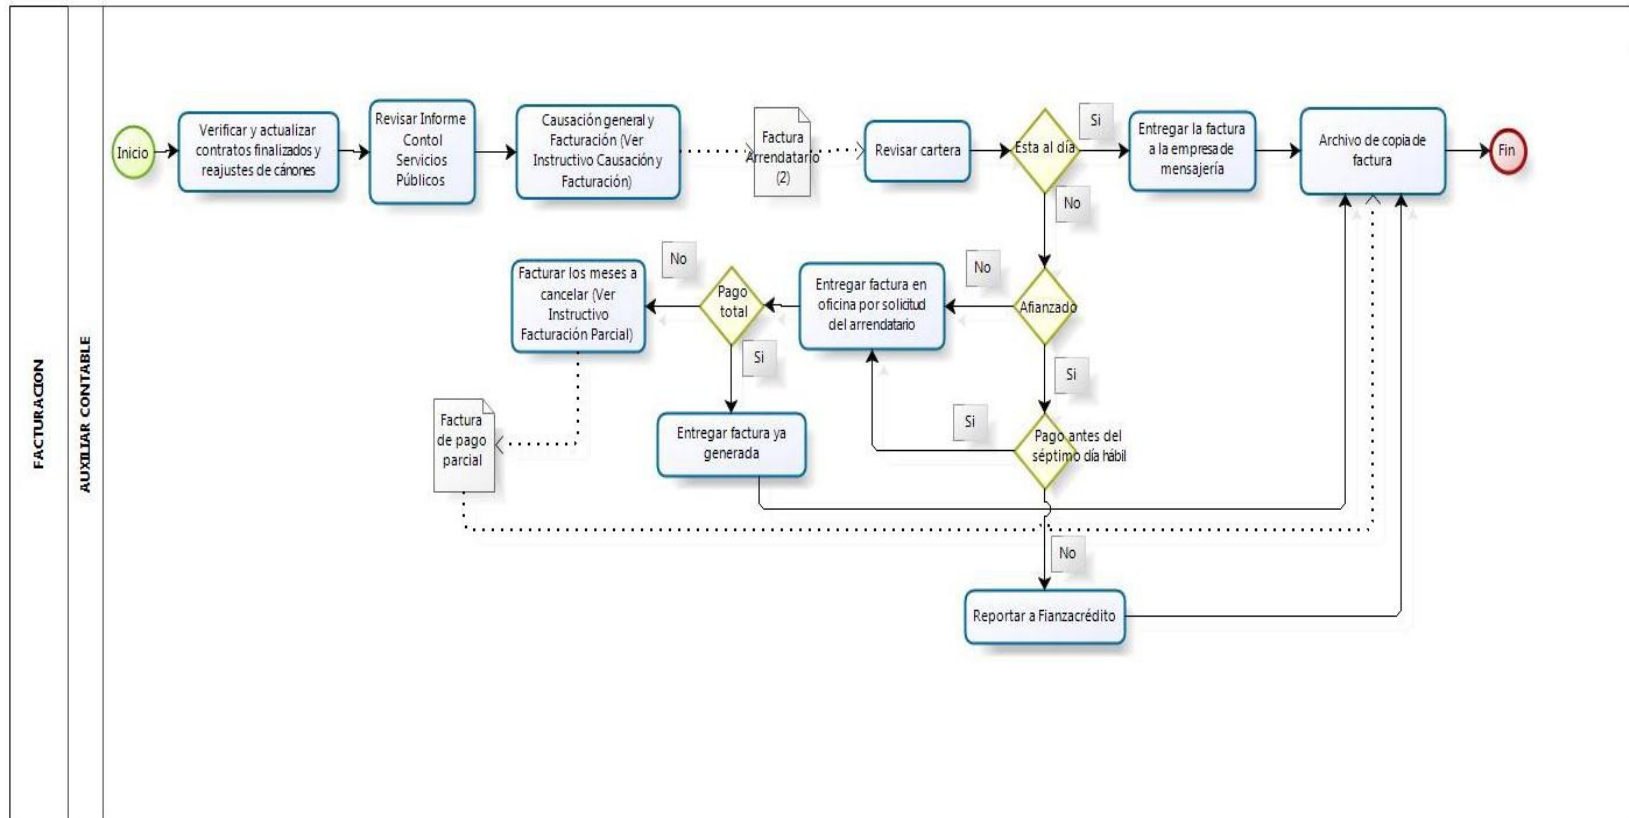 FACTURACION
AUXILIAR CONTABLE
Inicio
Verificar y actualizar
contratos finalizados y
reajustes de cánones
Revisar Informe
Contol
Servicios
Públicos
Causación general y
Facturación (Ver
Instructivo Causación y
Facturación)
Factura
Arrendatario
(2)
Revisar cartera
Esta al día
Si
Entregar la factura
a la empresa de
mensajería
Archivo de copia de
factura
Fin
No
Afianzado
No
Entregar factura en
oficina por solicitud
del arrendatario
Pago
total
No
Facturar los meses a
cancelar (Ver
Instructivo
Facturación Parcial)
Si
Si
Factura
de pago
parcial
Entregar factura ya
generada
Si
Pago antes del
séptimo día hábil
No
Reportar a Fianzacrédito